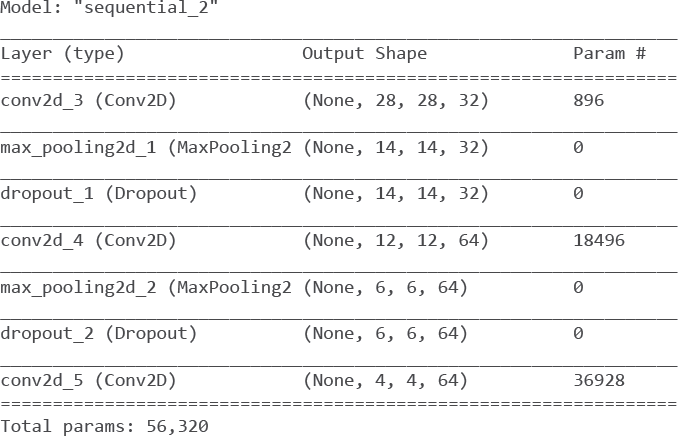 Model: "sequential_2"
_________________________________________________________________
Layer (type)                 Output Shape              Param #
=================================================================
conv2d_3 (Conv2D)            (None, 28, 28, 32)        896
_________________________________________________________________
max_pooling2d_1 (MaxPooling2 (None, 14, 14, 32)        0
_________________________________________________________________
dropout_1 (Dropout)          (None, 14, 14, 32)        0
_________________________________________________________________
conv2d_4 (Conv2D)            (None, 12, 12, 64)        18496
_________________________________________________________________
max_pooling2d_2 (MaxPooling2 (None, 6, 6, 64)          0
_________________________________________________________________
dropout_2 (Dropout)          (None, 6, 6, 64)          0
_________________________________________________________________
conv2d_5 (Conv2D)            (None, 4, 4, 64)          36928
=================================================================
Total params: 56,320